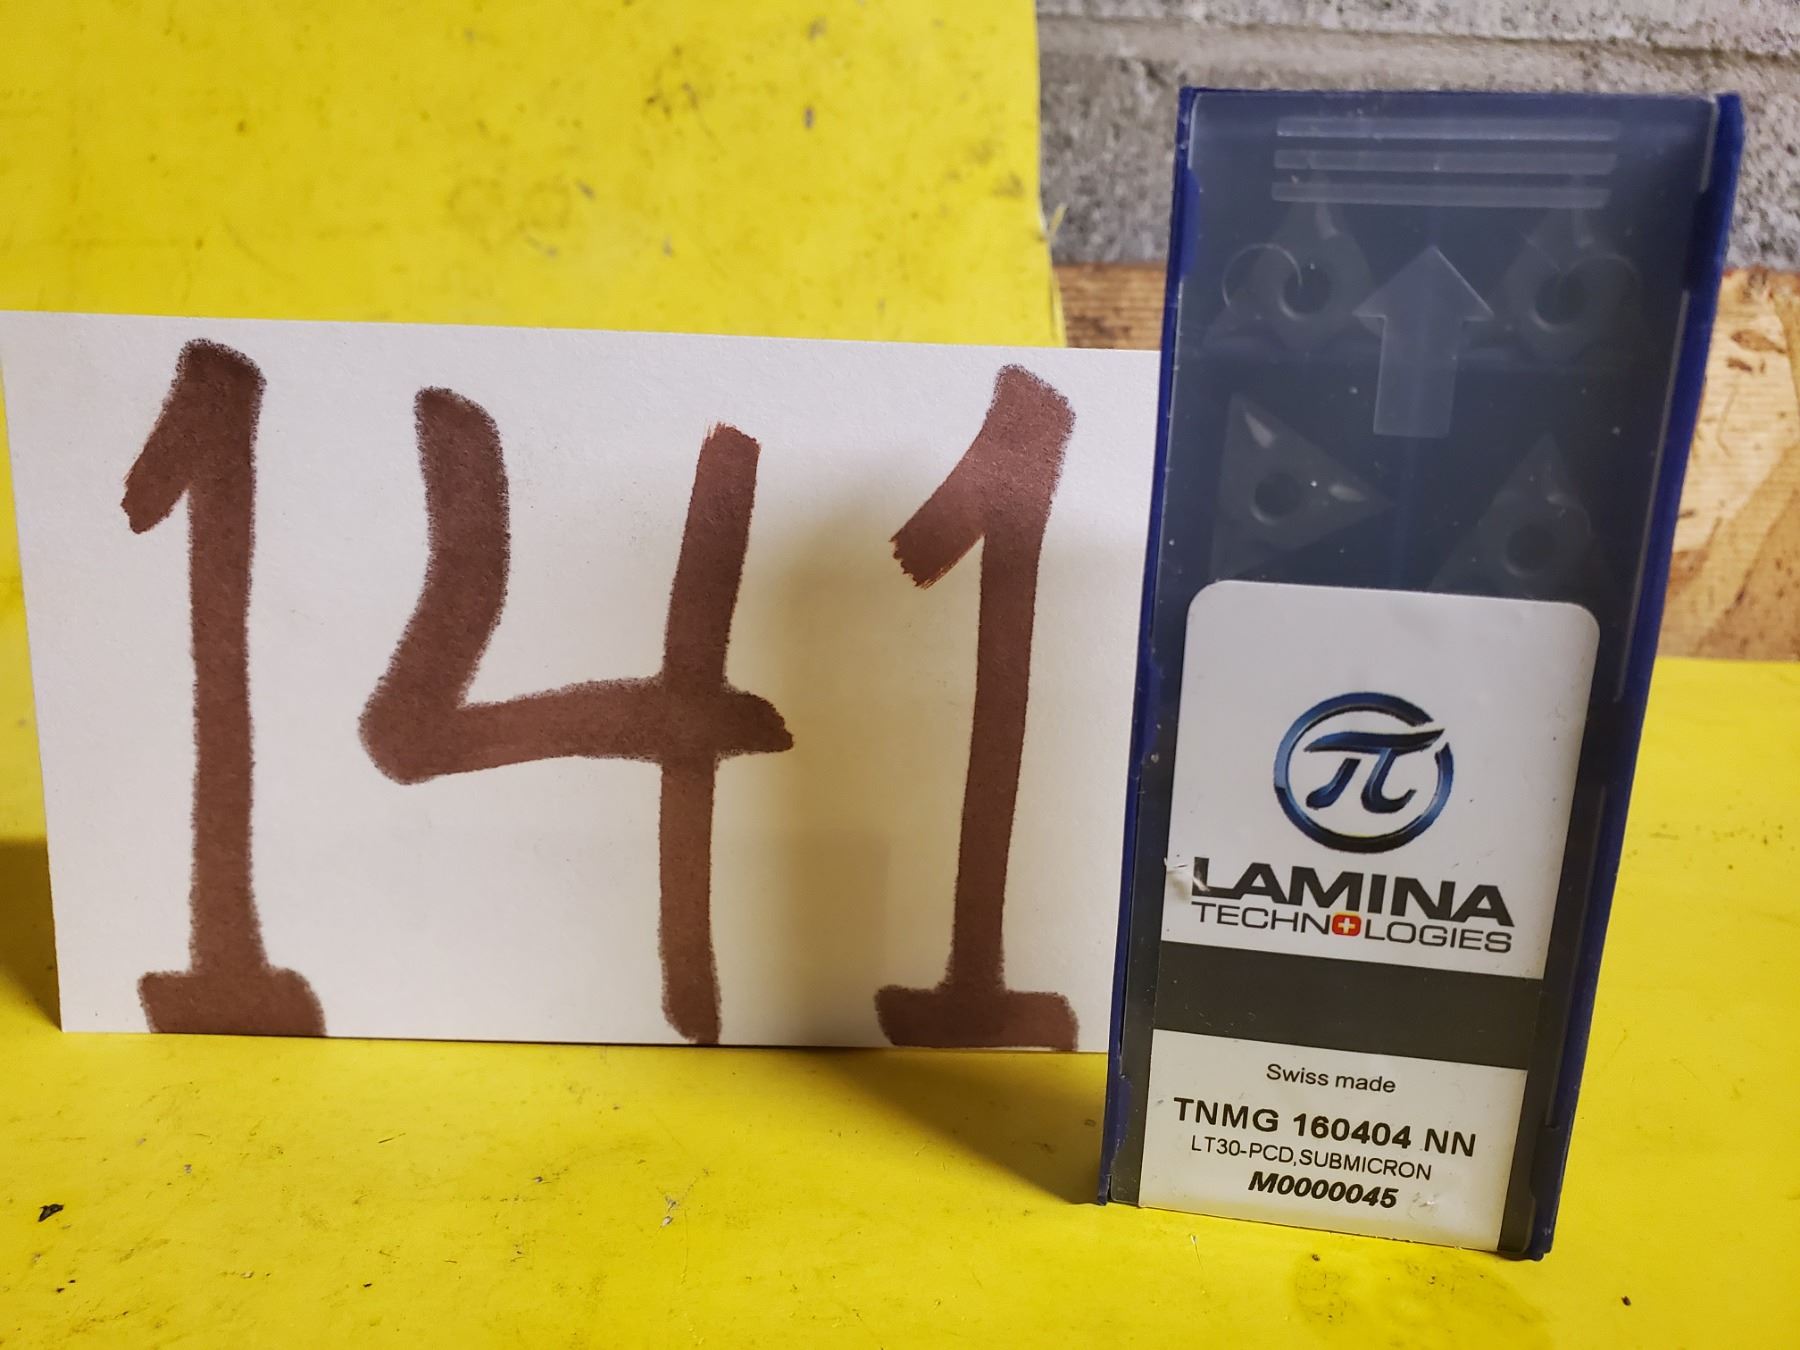 141
π
LAMINA
TECHNOLOGIES
Swiss made
TNMG 160404 NN
LT30-PCD,SUBMICRON
M0000045